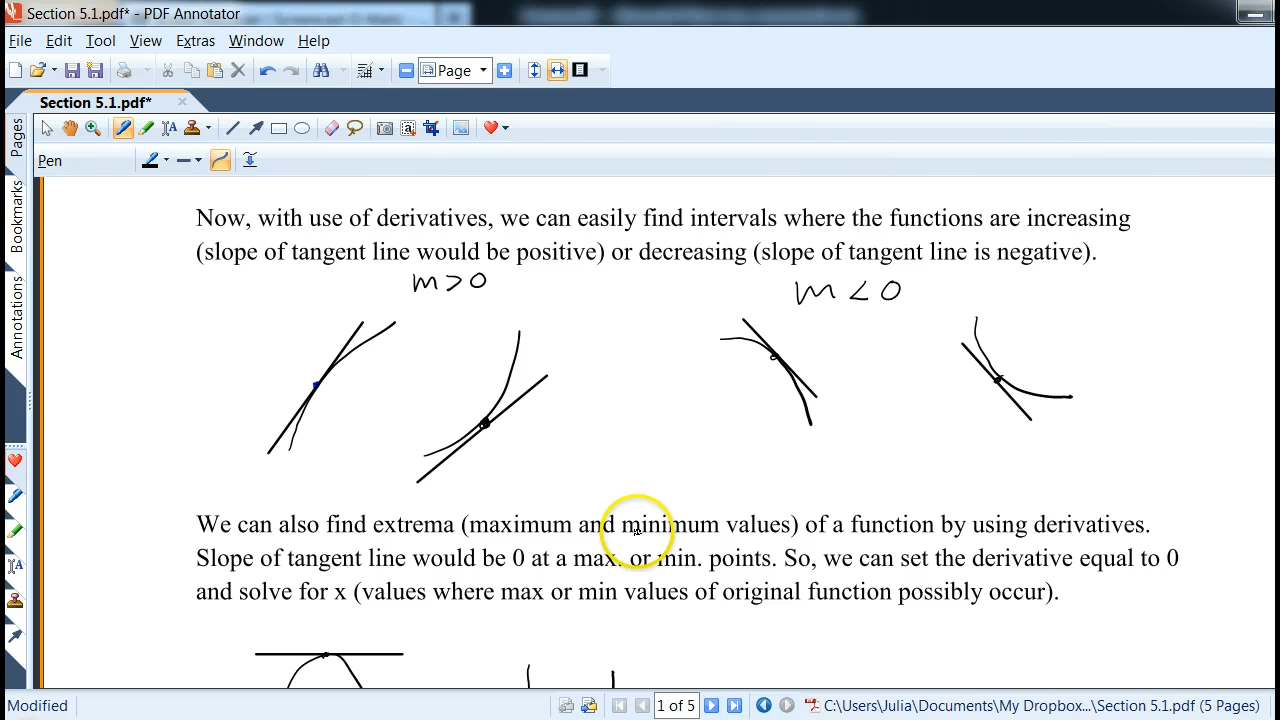 Section 5.1.pdf* - PDF Annotator
File Edit Tool View Extras Window Help
Page
Section 5.1.pdf*
Pen
Pages
Bookmarks
Annotations
Now, with use of derivatives, we can easily find intervals where the functions are increasing
(slope of tangent line would be positive) or decreasing (slope of tangent line is negative).
m > 0
m < 0
We can also find extrema (maximum and minimum values) of a function by using derivatives.
Slope of tangent line would be 0 at a max. or min. points. So, we can set the derivative equal to 0
and solve for x (values where max or min values of original function possibly occur).
Modified
1 of 5
C:\Users\Julia\Documents\My Dropbox...\Section 5.1.pdf (5 Pages)